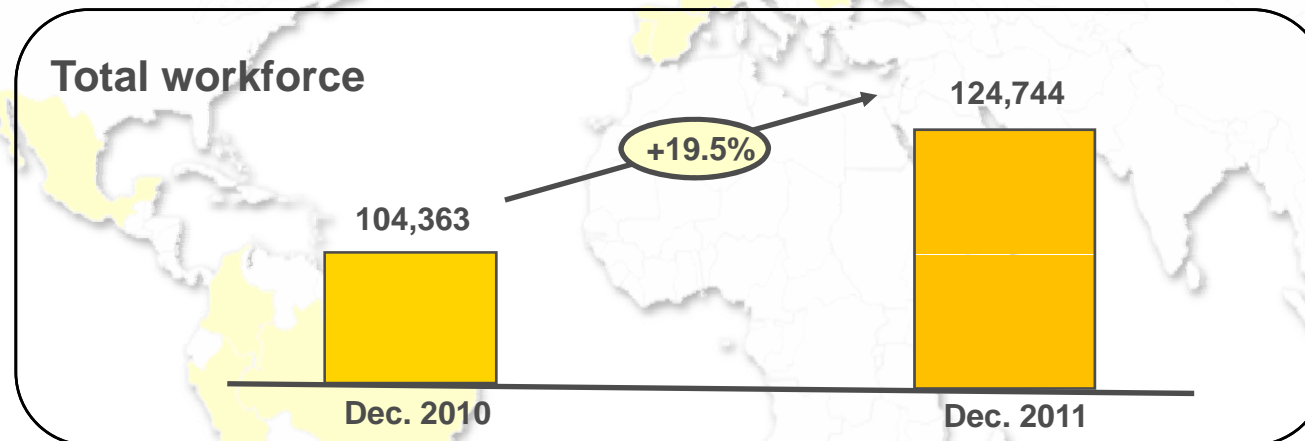 Total workforce
124,744
+19.5%
104,363
Dec. 2010
Dec. 2011